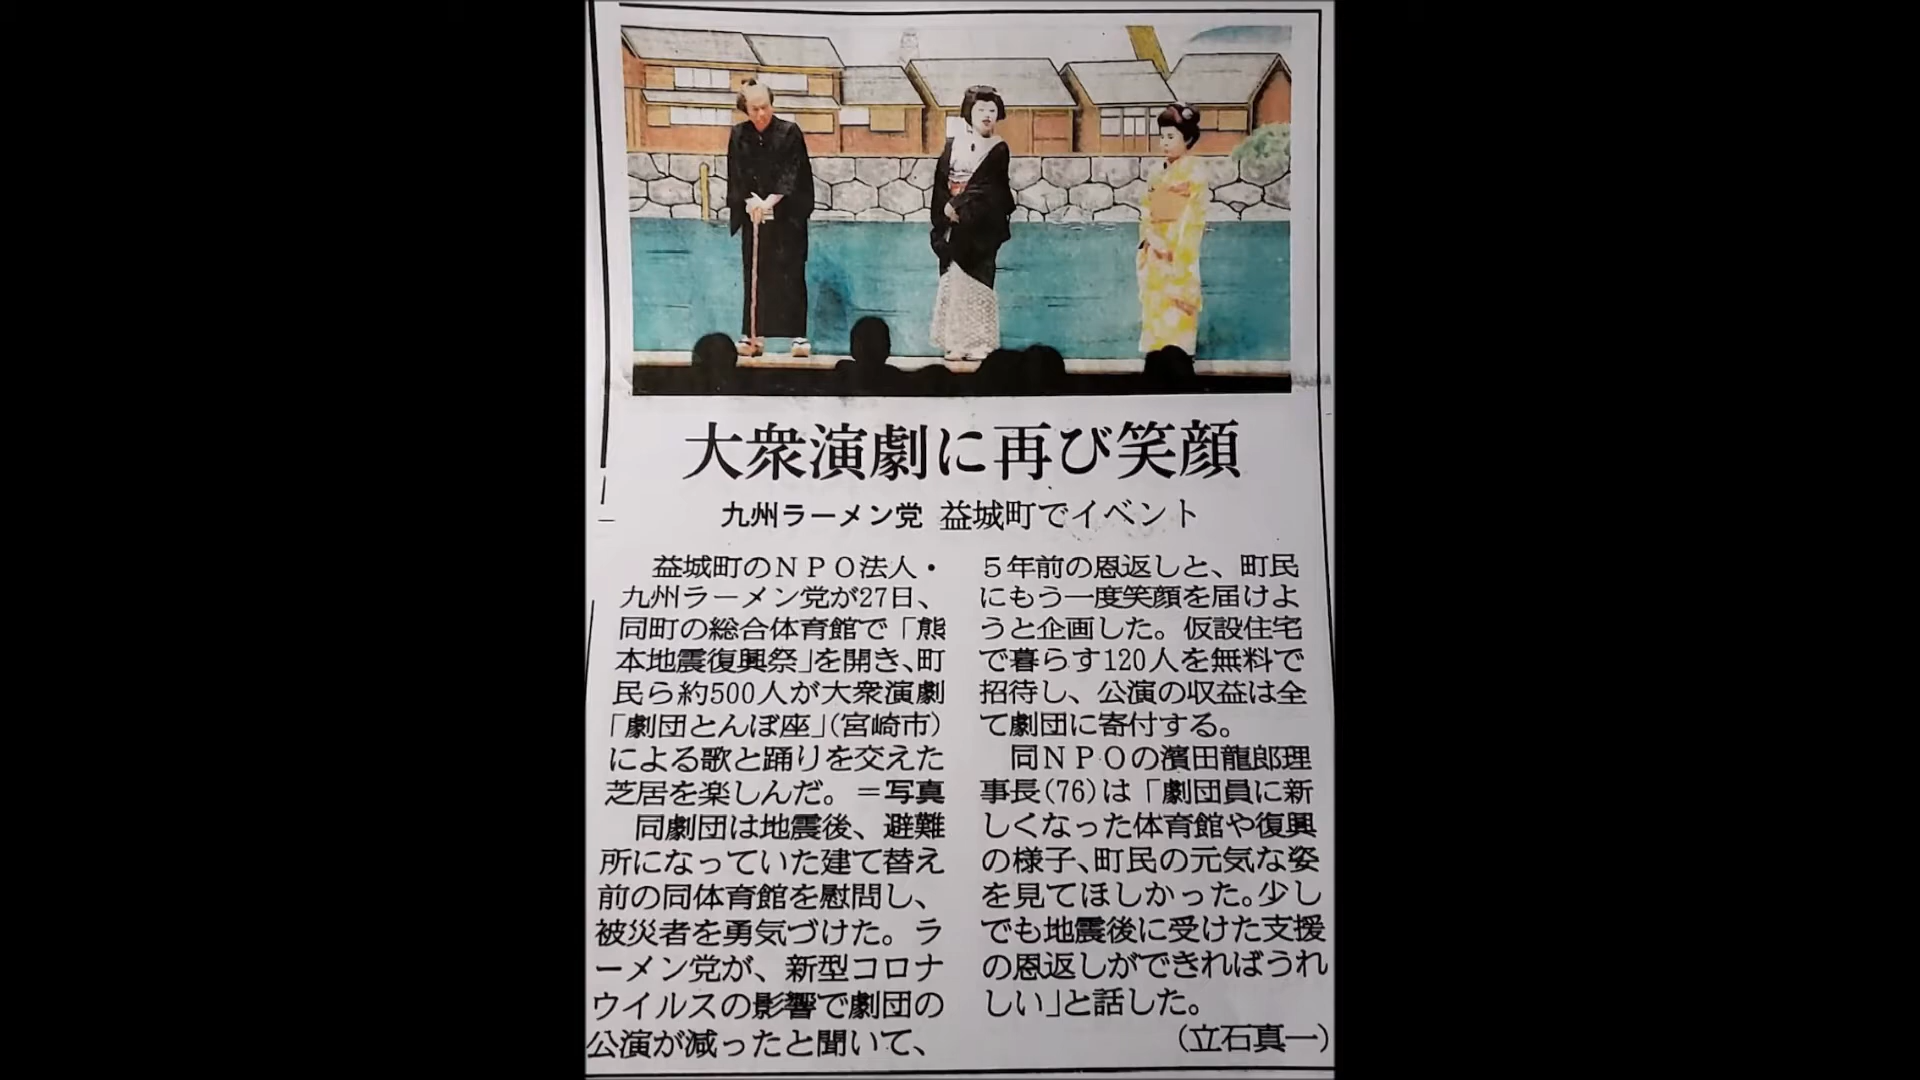 大衆演劇に再び笑顔
九州ラーメン党 益城町でイベント
益城町のNPO法人・
九州ラーメン党が27日、
同町の総合体育館で「熊
本地震復興祭」を開き、町
民ら約500人が大衆演劇
「劇団とんぼ座」(宮崎市)
による歌と踊りを交えた
芝居を楽しんだ。=写真
同劇団は地震後、避難
所になっていた建て替え
前の同体育館を慰問し、
被災者を勇気づけた。ラ
ーメン党が、新型コロナ
ウイルスの影響で劇団の
公演が減ったと聞いて、
5年前の恩返しと、町民
にもう一度笑顔を届けよ
うと企画した。仮設住宅
で暮らす120人を無料で
招待し、公演の収益は全
て劇団に寄付する。
同NPOの濱田龍郎理
事長(76)は「劇団員に新
しくなった体育館や復興
の様子、町民の元気な姿
を見てほしかった。少し
でも地震後に受けた支援
の恩返しができればうれ
しい」と話した。
(立石真一)